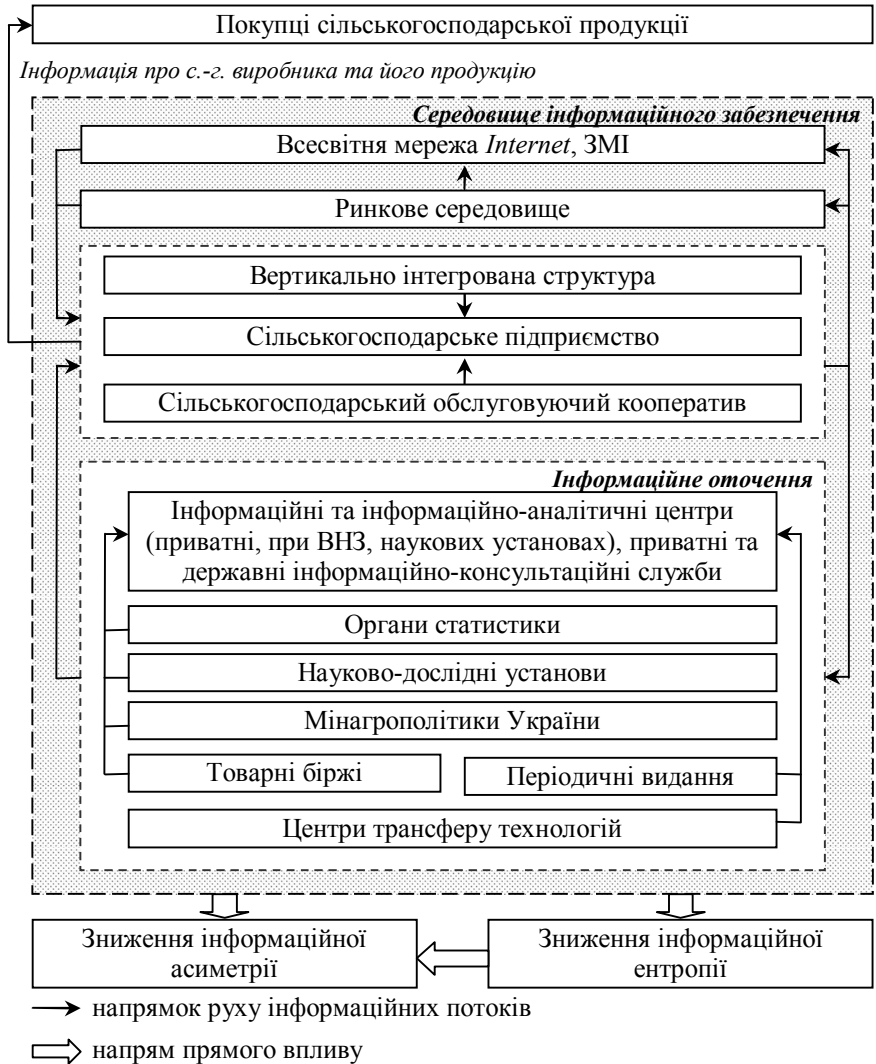 Покупці сільськогосподарської продукції
Інформація про с.-г. виробника та його продукцію
Середовище інформаційного забезпечення
Всесвітня мережа Internet, ЗМІ
Ринкове середовище
Вертикально інтегрована структура
Сільськогосподарське підприємство
Сільськогосподарський обслуговуючий кооператив
Інформаційне оточення
Інформаційні та інформаційно-аналітичні центри
(приватні, при ВНЗ, наукових установах), приватні та
державні інформаційно-консультаційні служби
Органи статистики
Науково-дослідні установи
Мінагрополітики України
Товарні біржі
Періодичні видання
Центри трансферу технологій
Зниження інформаційної
асиметрії
Зниження інформаційної
ентропії
напрямок руху інформаційних потоків
напрям прямого впливу